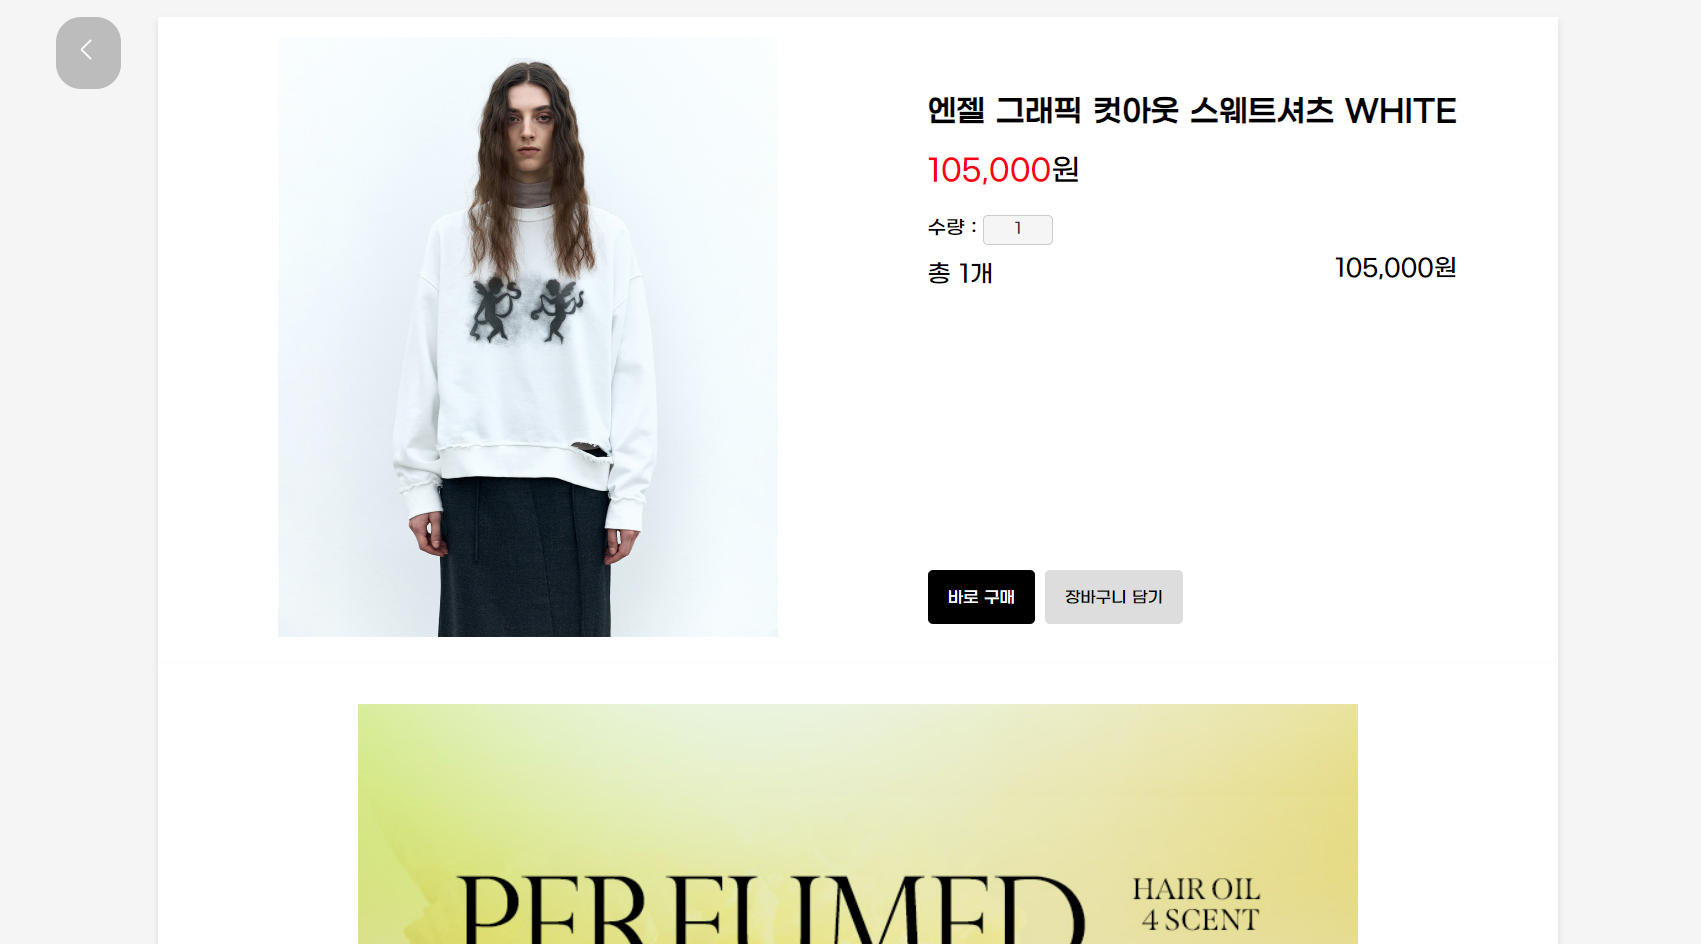 엔젤 그래픽 컷아웃 스웨트셔츠 WHITE
105,000원
수량 : 1
총 1개
105,000원
바로 구매
장바구니 담기
PERFUMED
HAIR OIL
4 SCENT